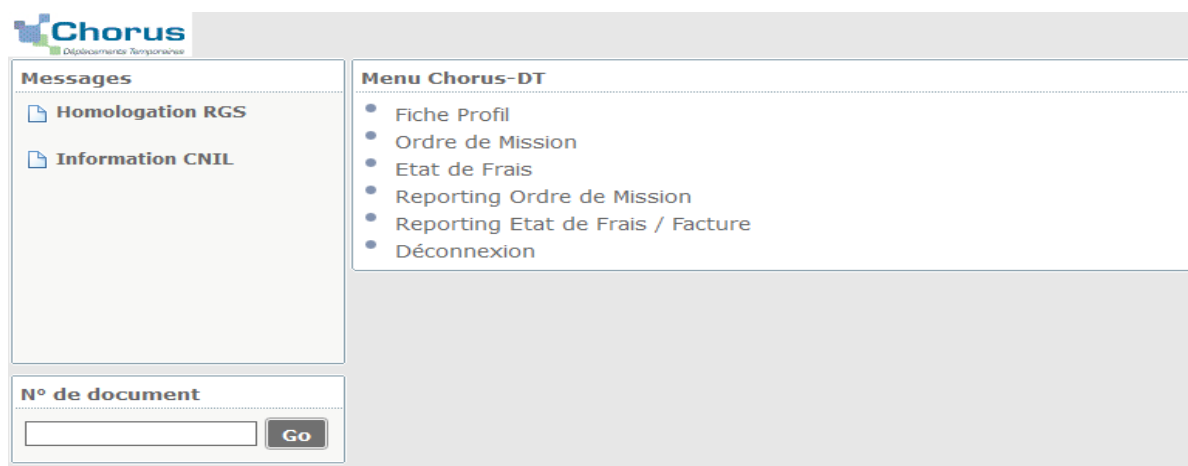 Chorus
Déplacements Temporaires
Messages
Homologation RGS
Information CNIL
N° de document
Go
Menu Chorus-DT
Fiche Profil
Ordre de Mission
Etat de Frais
Reporting Ordre de Mission
Reporting Etat de Frais / Facture
Déconnexion